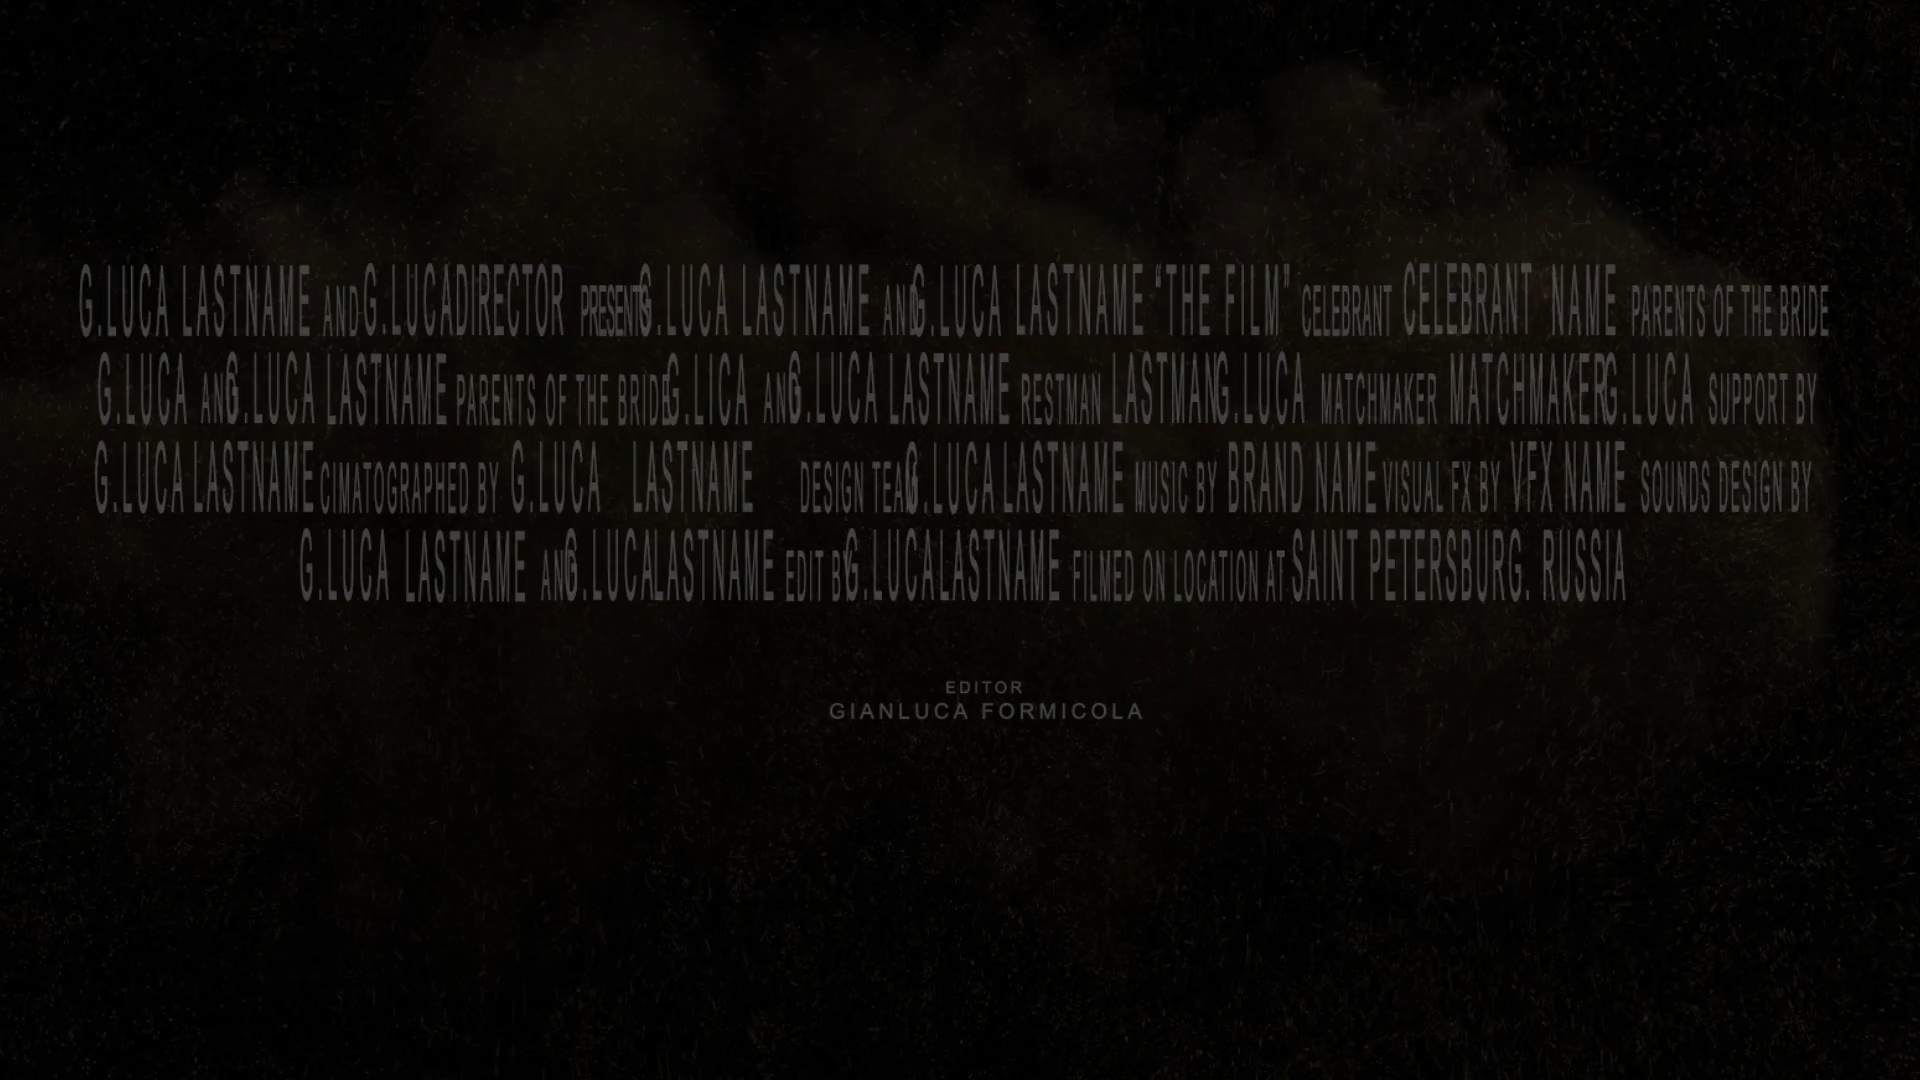 G.LUCA LASTNAME AND G.LUCADIRECTOR PRESENTS G.LUCA LASTNAME AND G.LUCA LASTNAME “THE FILM” CELEBRANT CELEBRANT NAME PARENTS OF THE BRIDE
G.LUCA AND G.LUCA LASTNAME PARENTS OF THE BRIDE G.LICA AND G.LUCA LASTNAME RESTMAN LASTMAN G.LUCA MATCHMAKER MATCHMAKER G.LUCA SUPPORT BY
G.LUCA LASTNAME CIMATOGRAPHED BY G.LUCA LASTNAME DESIGN TEAM G.LUCA LASTNAME MUSIC BY BRAND NAME VISUAL FX BY VFX NAME SOUNDS DESIGN BY
G.LUCA LASTNAME AND G.LUCALASTNAME EDIT BY G.LUCALASTNAME FILMED ON LOCATION AT SAINT PETERSBURG. RUSSIA
EDITOR
GIANLUCA FORMICOLA